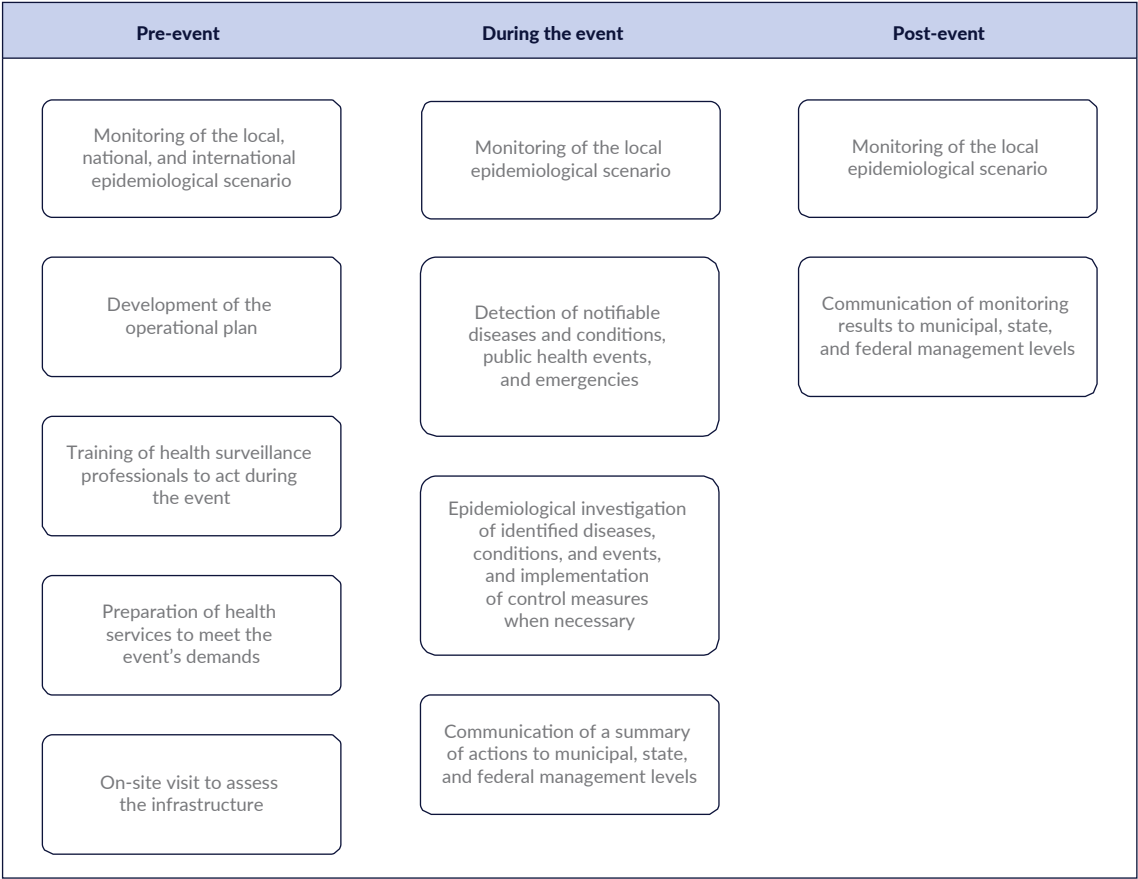 Pre-event
During the event
Post-event
Monitoring of the local,
national, and international
epidemiological scenario
Development of the
operational plan
Training of health surveillance
professionals to act during
the event
Preparation of health
services to meet the
event’s demands
On-site visit to assess
the infrastructure
Monitoring of the local
epidemiological scenario
Detection of notifiable
diseases and conditions,
public health events,
and emergencies
Epidemiological investigation
of identified diseases,
conditions, and events,
and implementation
of control measures
when necessary
Communication of a summary
of actions to municipal, state,
and federal management levels
Monitoring of the local
epidemiological scenario
Communication of monitoring
results to municipal, state,
and federal management levels